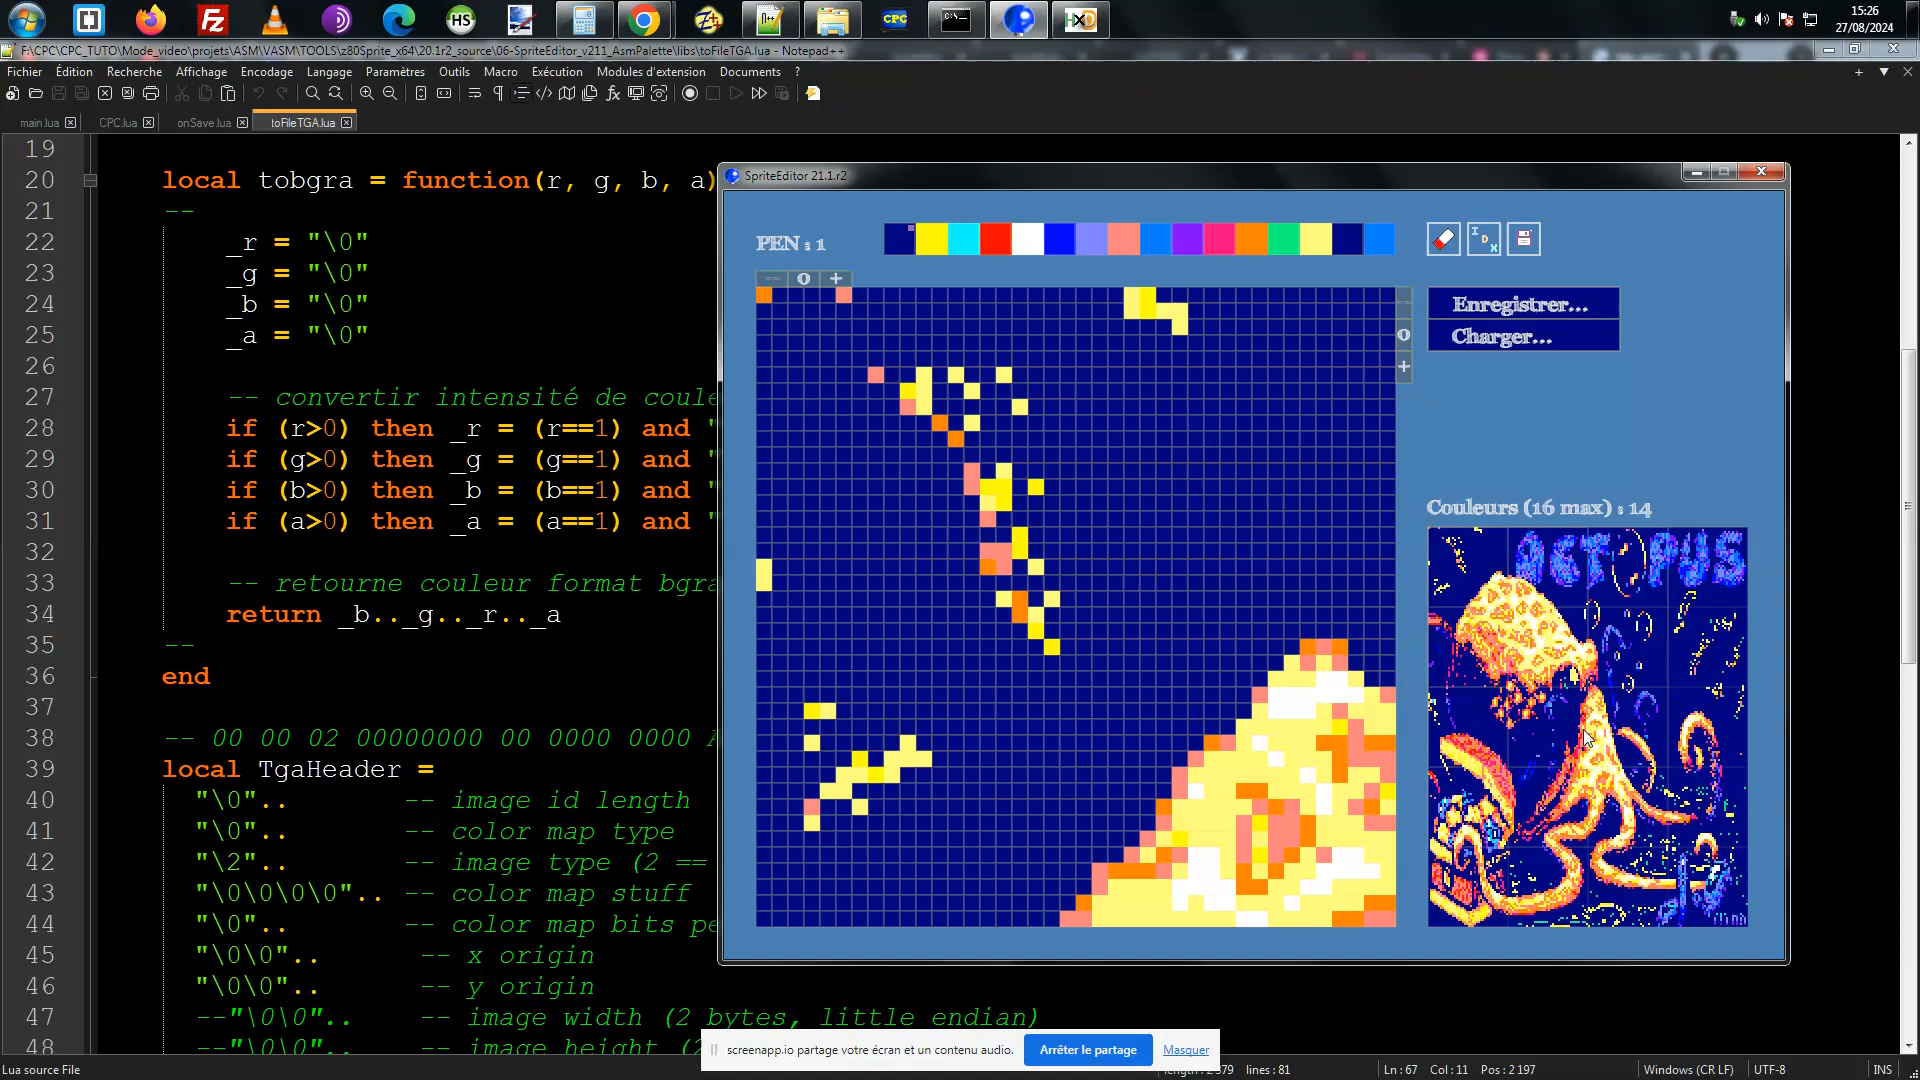 15:26
27/08/2024
F:\CPC\CPC_TUTO\Mode_video\projets\ASM\VASM\TOOLS\z80Sprite_x64\20.1r2_source\06-SpriteEditor_v211_AsmPalette\libs\toFileTGA.lua - Notepad++
Fichier Édition Recherche Affichage Encodage Langage Paramètres Outils Macro Exécution Modules d'extension Documents ?
main.lua CPC.lua onSave.lua toFileTGA.lua
19
20 local tobgra = function(r, g, b, a)
21 --
22 _r = "\0"
23 _g = "\0"
24 _b = "\0"
25 _a = "\0"
26
27 -- convertir intensité de coule
28 if (r>0) then _r = (r==1) and "
29 if (g>0) then _g = (g==1) and "
30 if (b>0) then _b = (b==1) and "
31 if (a>0) then _a = (a==1) and "
32
33 -- retourne couleur format bgra
34 return _b.._g.._r.._a
35 --
36 end
37
38 -- 00 00 02 00000000 00 0000 0000
39 local TgaHeader =
40 "\0".. -- image id length
41 "\0".. -- color map type
42 "\2".. -- image type (2 ==
43 "\0\0\0\0".. -- color map stuff
44 "\0".. -- color map bits pe
45 "\0\0".. -- x origin
46 "\0\0".. -- y origin
47 --"\0\0".. -- image width (2 bytes, little endian)
48 --"\0\0".. -- image height (2
SpriteEditor 21.1.r2
PEN : 1
-- 0 +
0
+
Enregistrer...
Charger...
Couleurs (16 max) : 14
OCTOPUS
screenapp.io partage votre écran et un contenu audio. Arrêter le partage Masquer
Lua source File lines : 81 Ln : 67 Col : 11 Pos : 2 197 Windows (CR LF) UTF-8 INS